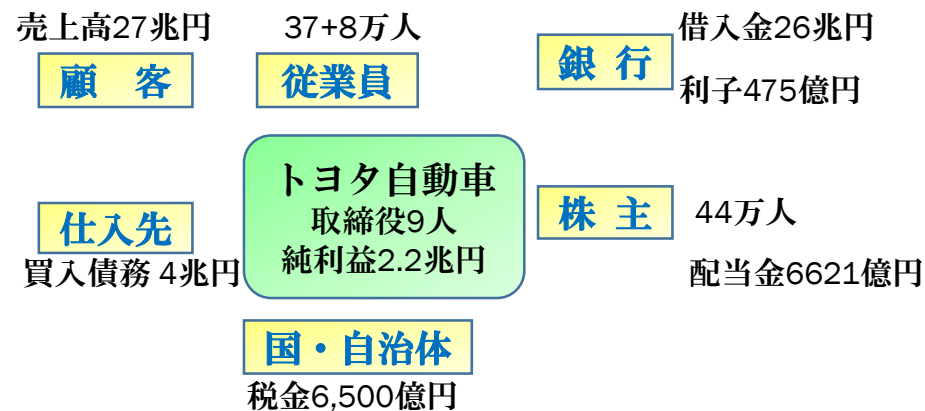 売上高27兆円
37+8万人
借入金26兆円
顧 客
従業員
銀 行
利子475億円
トヨタ自動車
取締役9人
純利益2.2兆円
仕入先
買入債務 4兆円
株 主
44万人
配当金6621億円
国・自治体
税金6,500億円